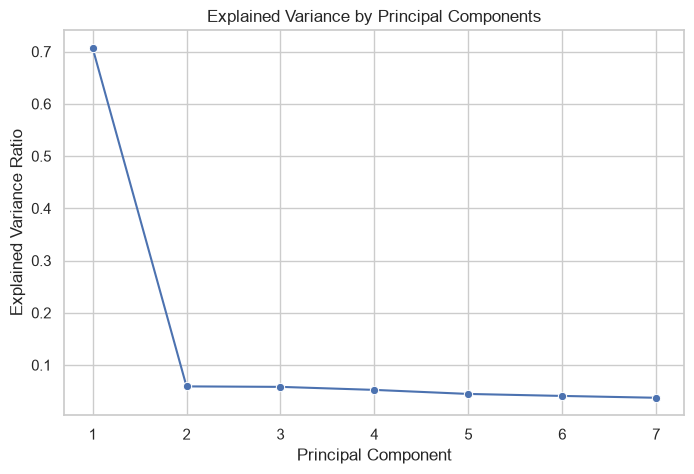 Explained Variance by Principal Components
Explained Variance Ratio
0.7
0.6
0.5
0.4
0.3
0.2
0.1
1 2 3 4 5 6 7
Principal Component